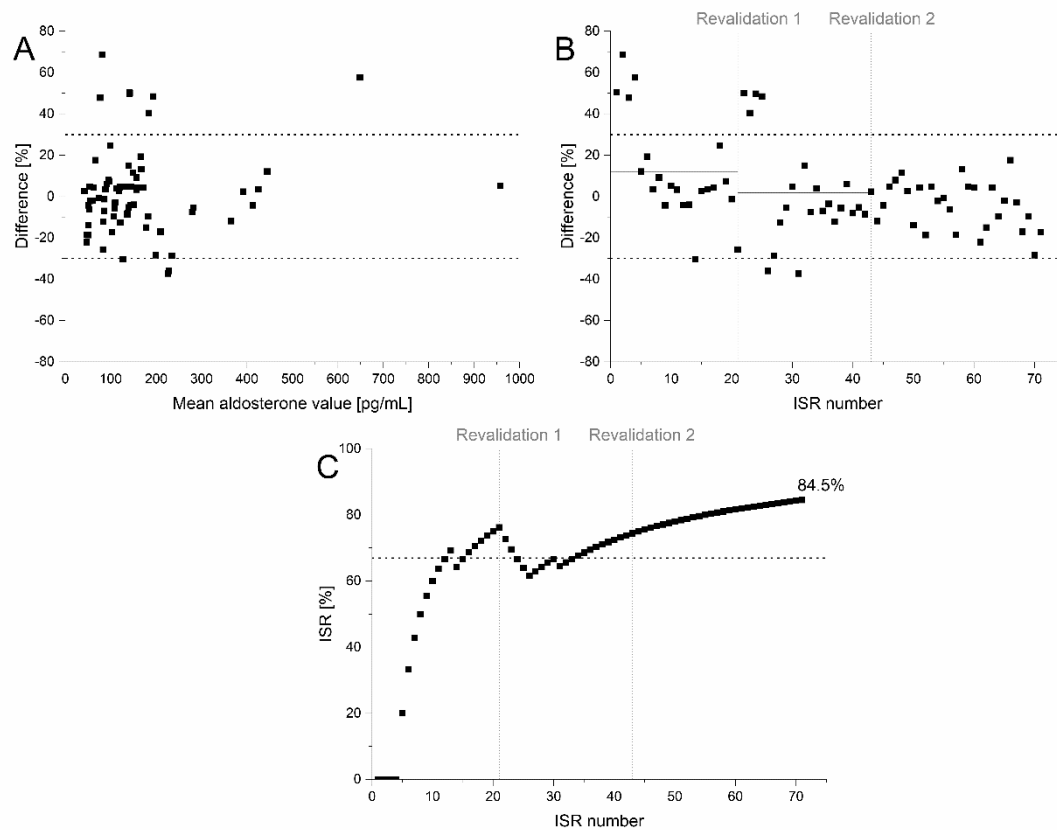 A
Difference [%]
80
60
40
20
0
-20
-40
-60
-80
0 100 200 300 400 500 600 700 800 900 1000
Mean aldosterone value [pg/mL]
Revalidation 1 Revalidation 2
B
Difference [%]
80
60
40
20
0
-20
-40
-60
-80
0 10 20 30 40 50 60 70
ISR number
Revalidation 1 Revalidation 2
C
84.5%
ISR [%]
100
80
60
40
20
0
0 10 20 30 40 50 60 70
ISR number